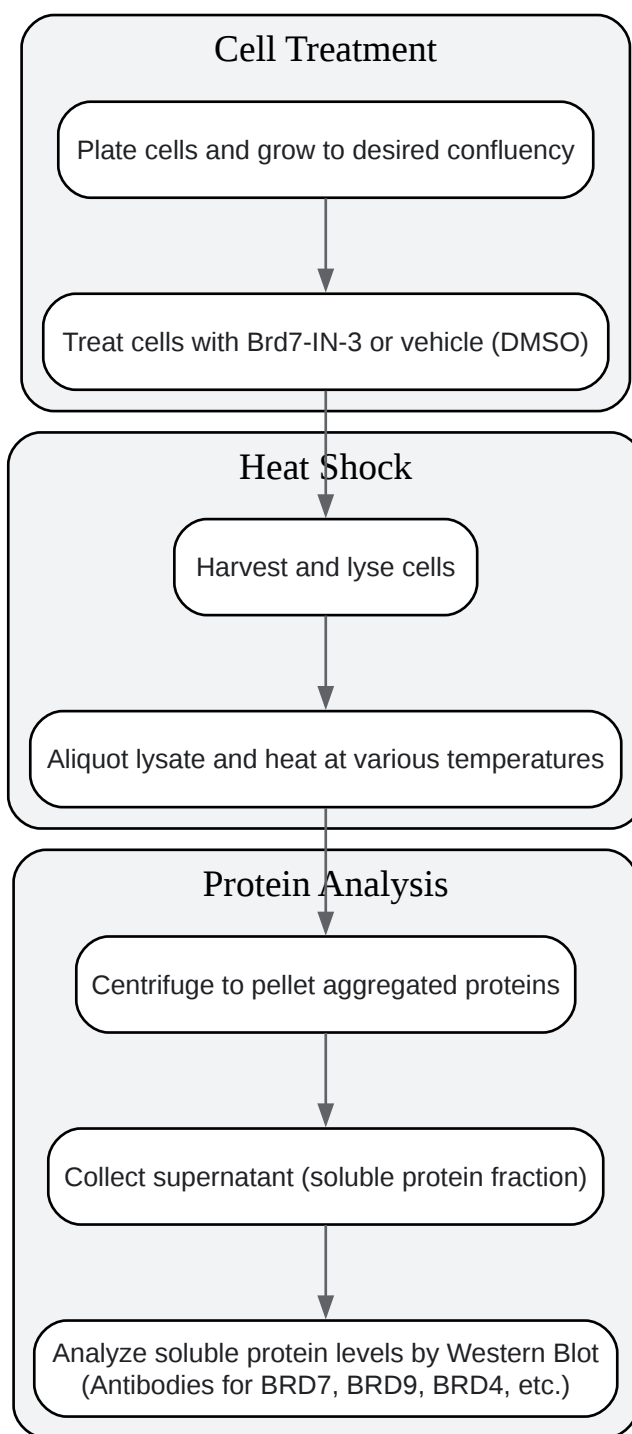 Cell Treatment
Plate cells and grow to desired confluency
Treat cells with Brd7-IN-3 or vehicle (DMSO)
Heat Shock
Harvest and lyse cells
Aliquot lysate and heat at various temperatures
Protein Analysis
Centrifuge to pellet aggregated proteins
Collect supernatant (soluble protein fraction)
Analyze soluble protein levels by Western Blot
(Antibodies for BRD7, BRD9, BRD4, etc.)